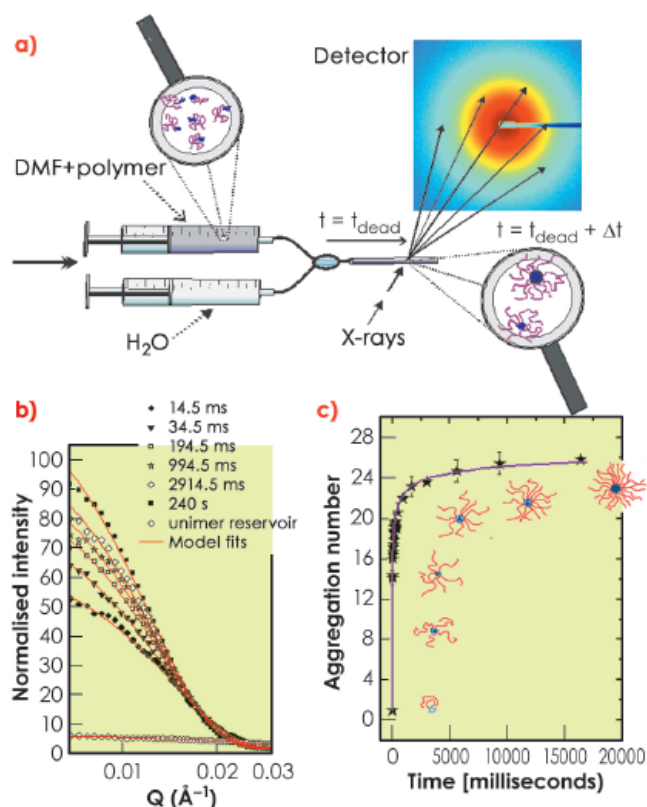 a)
Detector
DMF+polymer
t = t_dead
t = t_dead + Δt
H₂O
X-rays
b)
14.5 ms
34.5 ms
194.5 ms
994.5 ms
2914.5 ms
240 s
unimer reservoir
Model fits
100
90
80
70
60
50
40
30
20
10
0
Normalised intensity
0.01
0.02
0.03
Q (Å⁻¹)
c)
28
24
20
16
12
8
4
0
Aggregation number
0
5000
10000
15000
20000
Time [milliseconds]